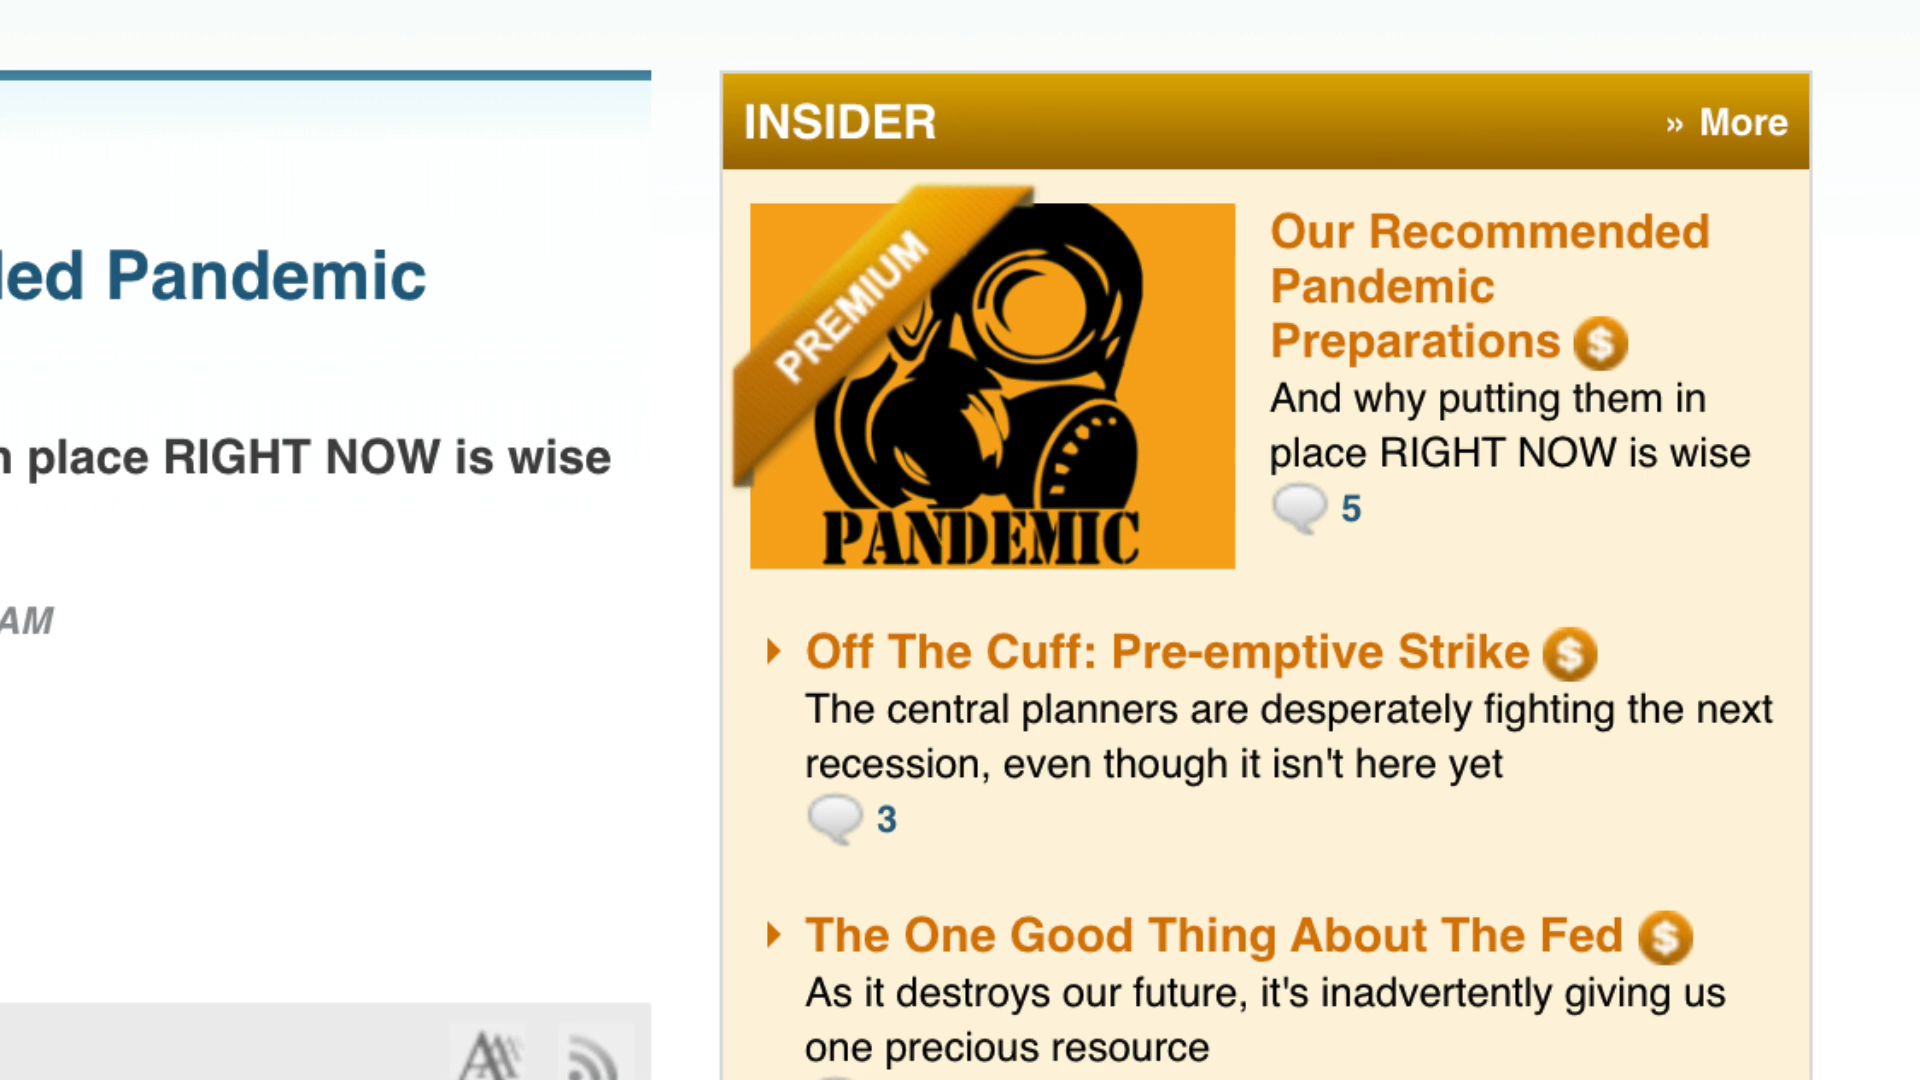 led Pandemic
place RIGHT NOW is wise
AM
INSIDER
» More
PREMIUM
PANDEMIC
Our Recommended
Pandemic
Preparations $
And why putting them in
place RIGHT NOW is wise
5
Off The Cuff: Pre-emptive Strike $
The central planners are desperately fighting the next
recession, even though it isn't here yet
3
The One Good Thing About The Fed $
As it destroys our future, it's inadvertently giving us
one precious resource